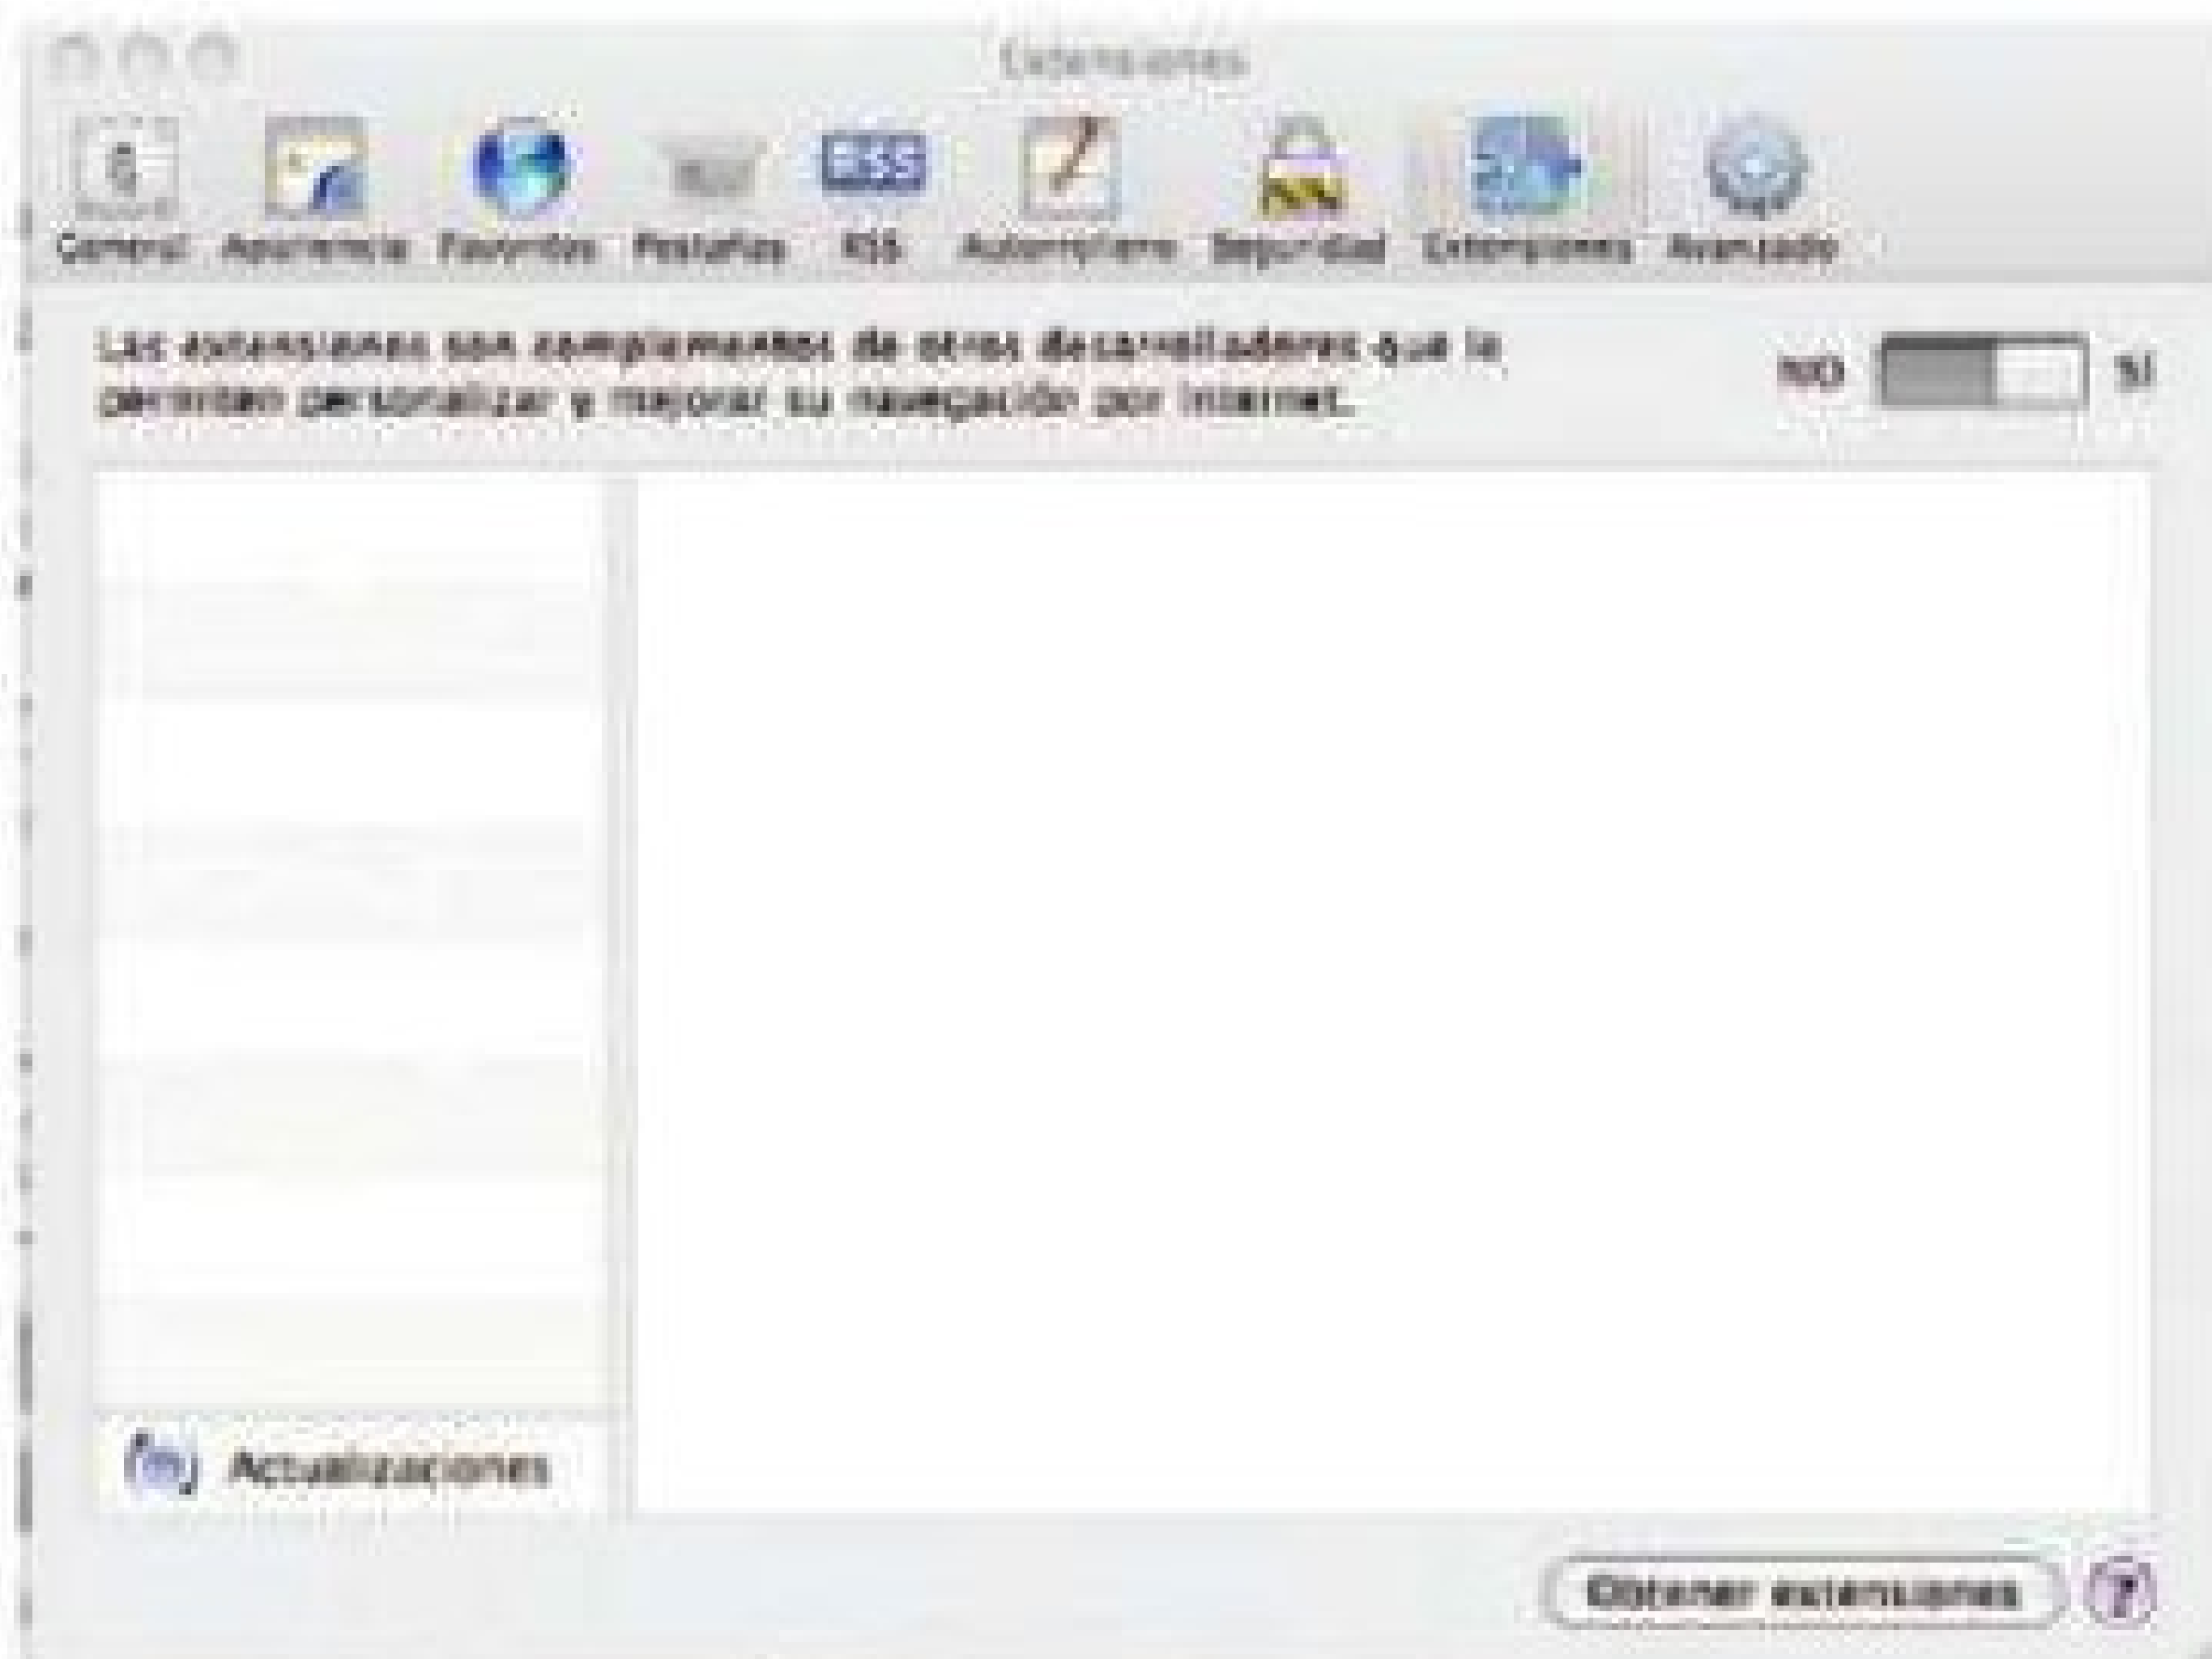 Extensiones
General Apariencia Favoritos Pestañas RSS Autorrelleno Seguridad Extensiones Avanzado
Las extensiones son complementos de otros desarrolladores que le
permiten personalizar y mejorar su navegación por Internet.
NO SÍ
Actualizaciones
Obtener extensiones ?